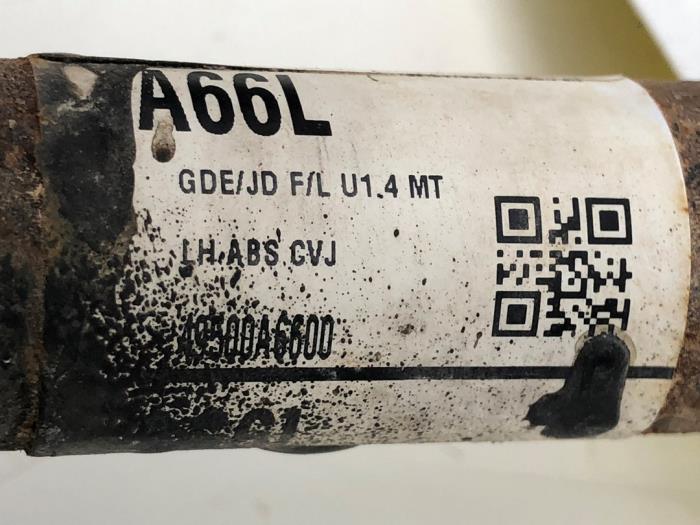 A66L
GDE/JD F/L U1.4 MT
LH ABS CVJ
49500A6600